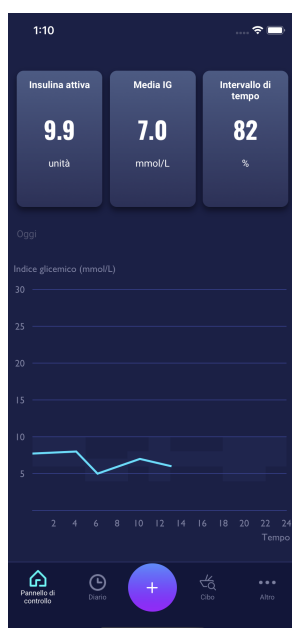 1:10
Insulina attiva
9.9
unità
Media IG
7.0
mmol/L
Intervallo di
tempo
82
%
Oggi
Indice glicemico (mmol/L)
30
25
20
15
10
5
2 4 6 8 10 12 14 16 18 20 22 24
Tempo
Pannello di
controllo
Diario
+
Cibo
Altro